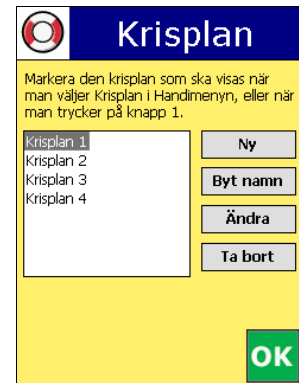 Krisplan
Markera den krisplan som ska visas när
man väljer Krisplan i Handimenyn, eller när
man trycker på knapp 1.
Krisplan 1
Krisplan 2
Krisplan 3
Krisplan 4
Ny
Byt namn
Ändra
Ta bort
OK